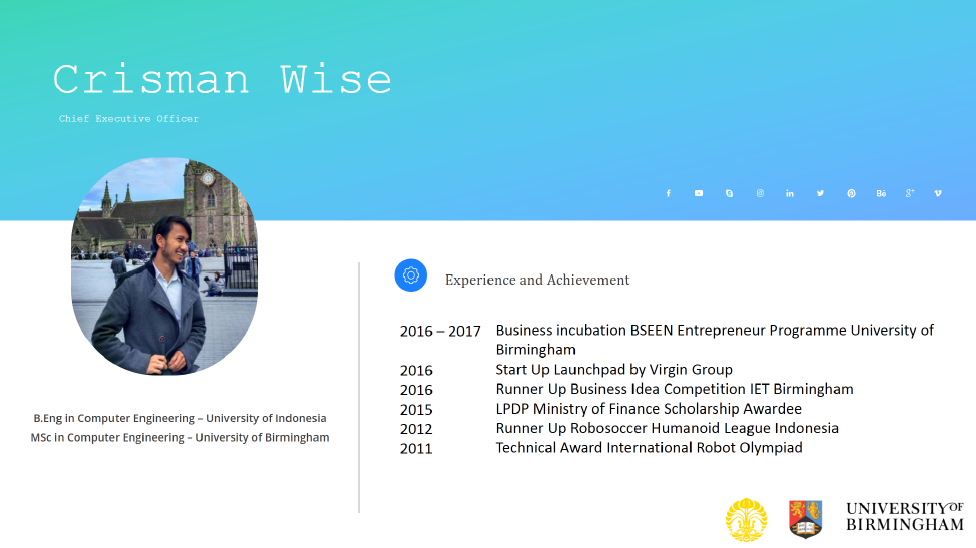 Crisman Wise
Chief Executive Officer
Experience and Achievement
2016 – 2017 Business incubation BSEEN Entrepreneur Programme University of
Birmingham
2016 Start Up Launchpad by Virgin Group
2016 Runner Up Business Idea Competition IET Birmingham
2015 LPDP Ministry of Finance Scholarship Awardee
2012 Runner Up Robosoccer Humanoid League Indonesia
2011 Technical Award International Robot Olympiad
B.Eng in Computer Engineering – University of Indonesia
MSc in Computer Engineering – University of Birmingham
UNIVERSITY OF
BIRMINGHAM